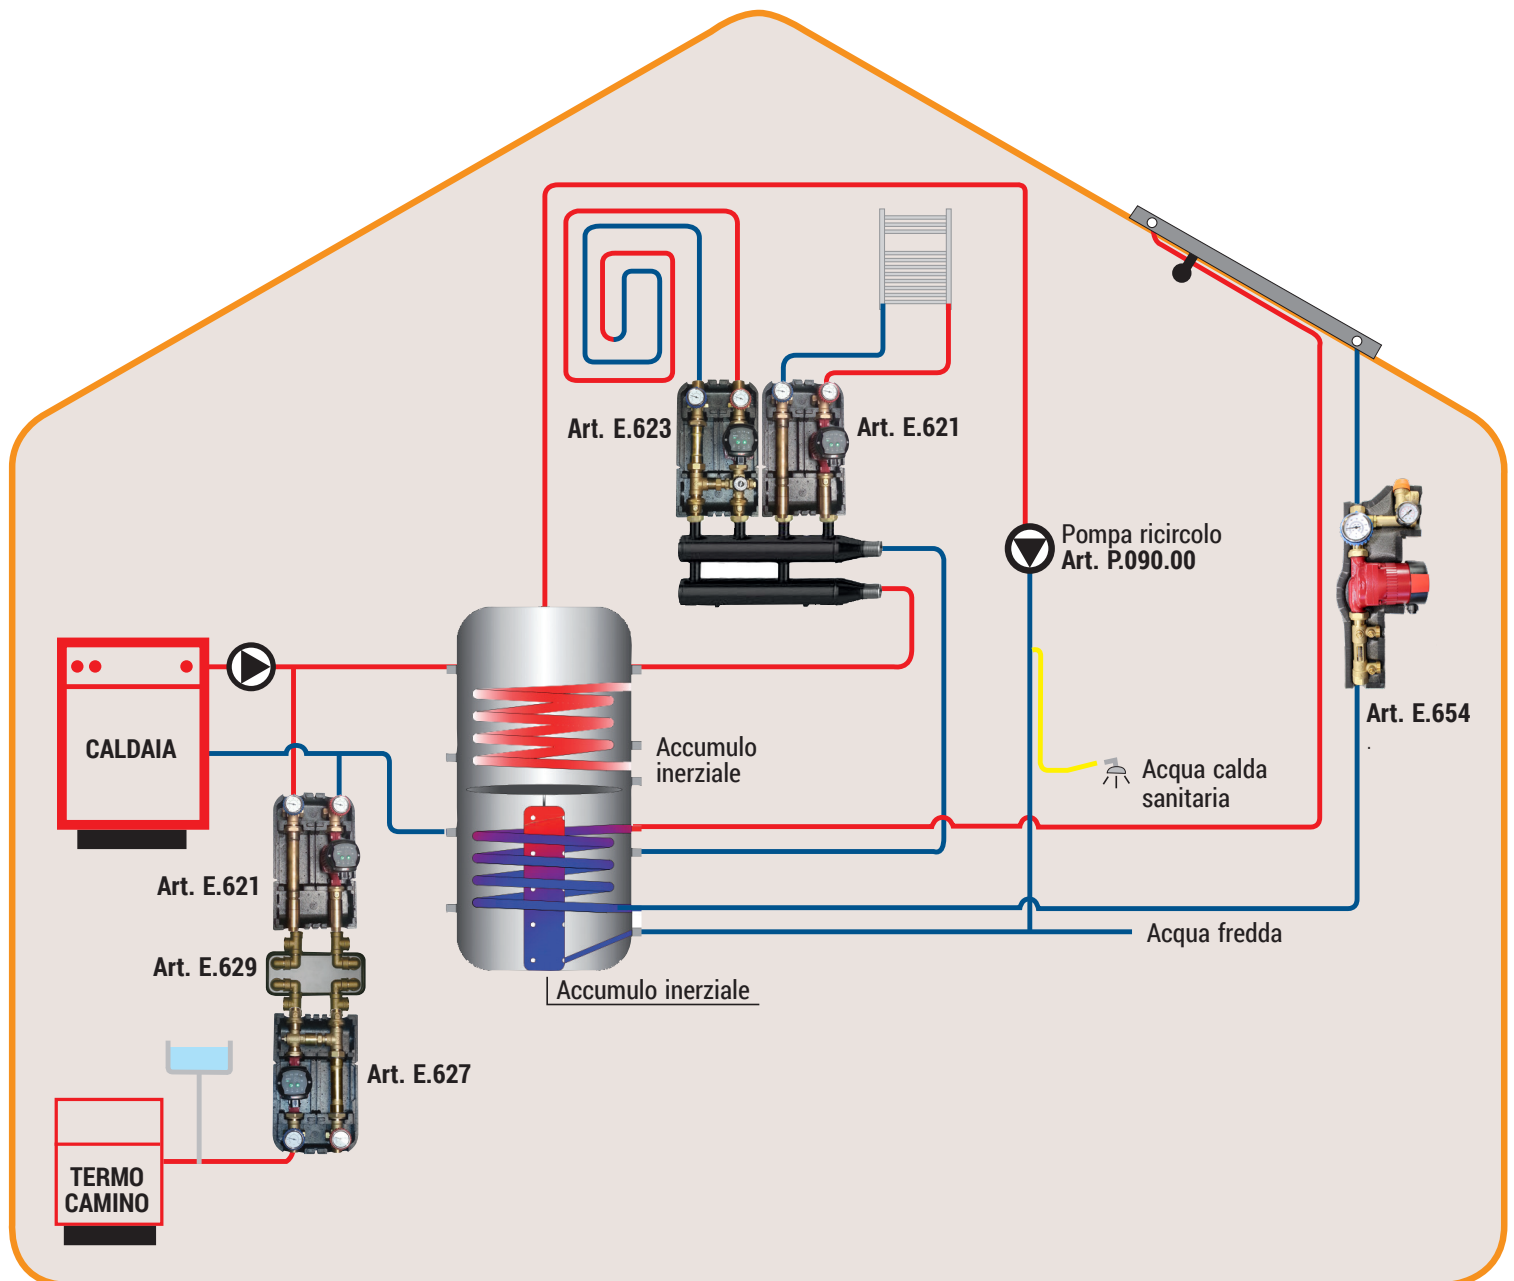 Art. E.623
Art. E.621
Pompa ricircolo
Art. P.090.00
Art. E.654
CALDAIA
Accumulo
inerziale
Acqua calda
sanitaria
Art. E.621
Acqua fredda
Art. E.629
Accumulo inerziale
Art. E.627
TERMO
CAMINO